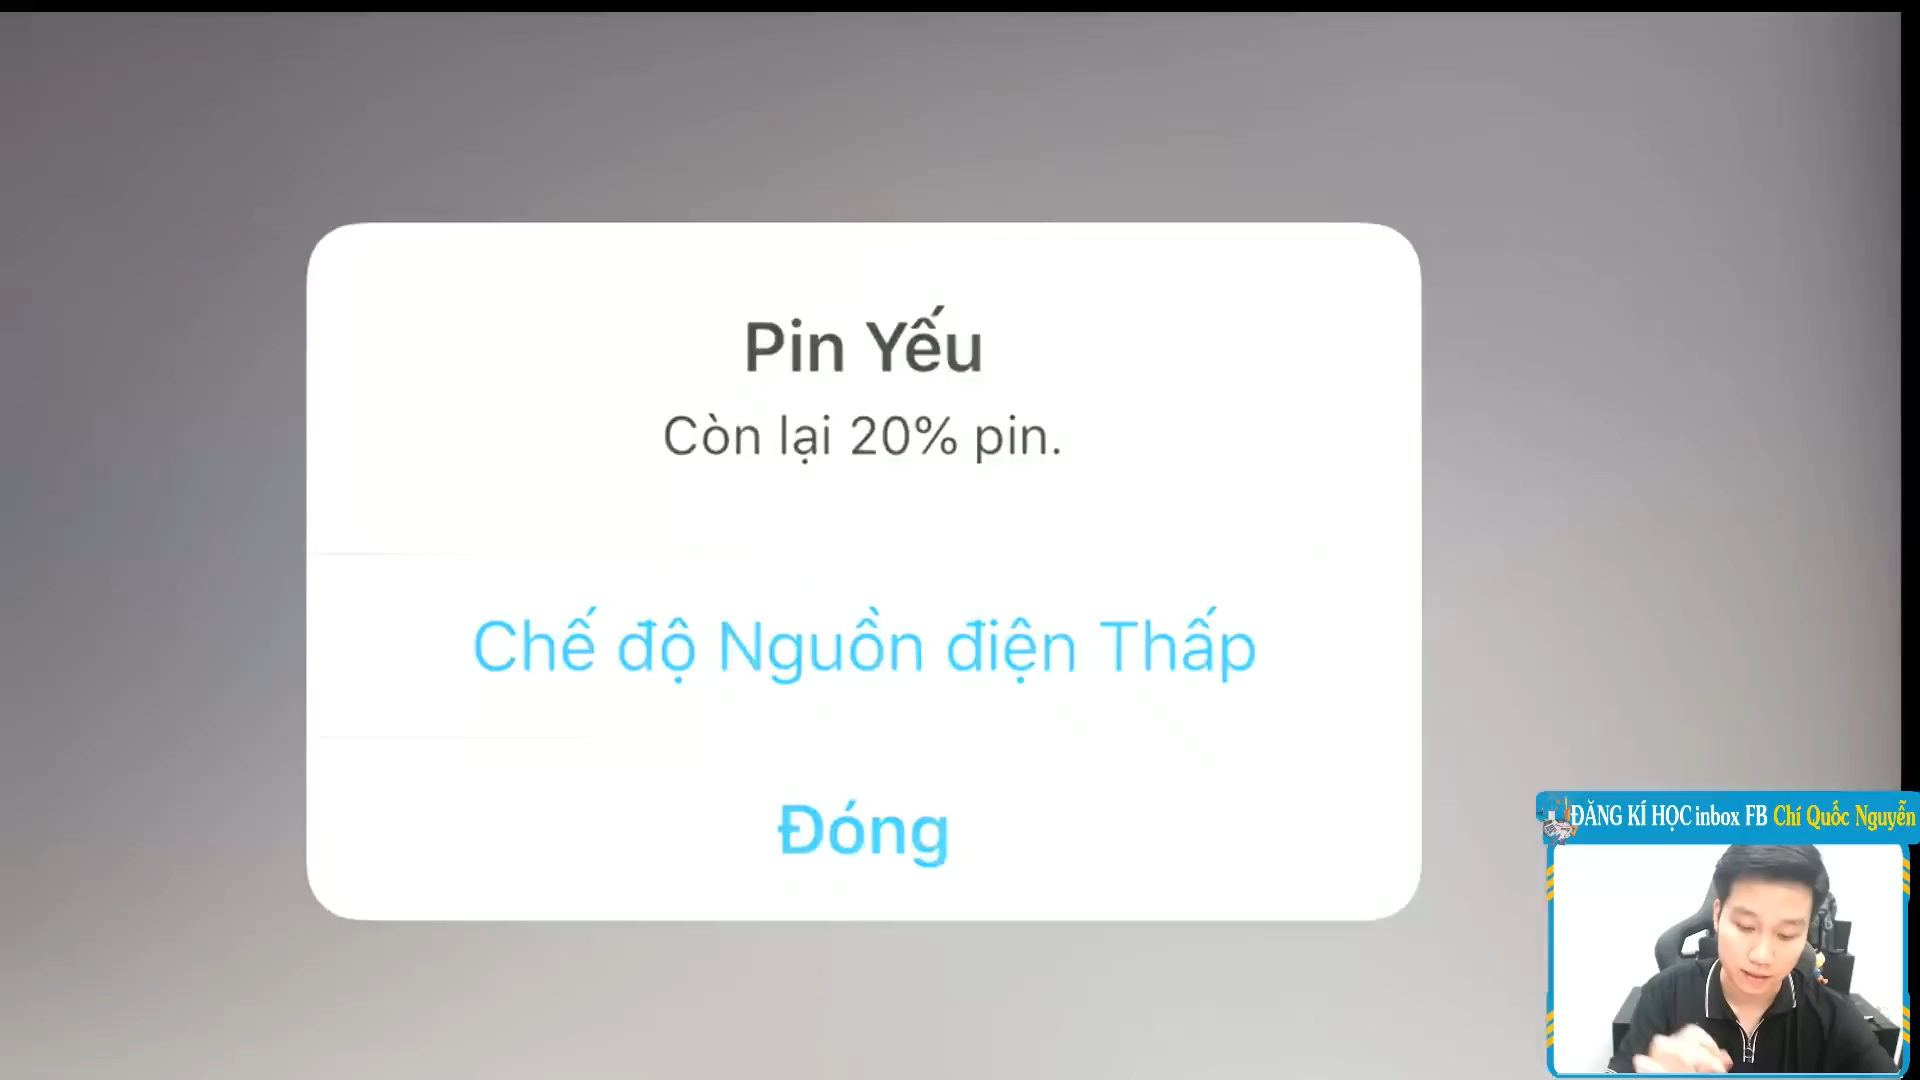 Pin Yếu
Còn lại 20% pin.
Chế độ Nguồn điện Thấp
Đóng
ĐĂNG KÍ HỌC inbox FB Chí Quốc Nguyễn